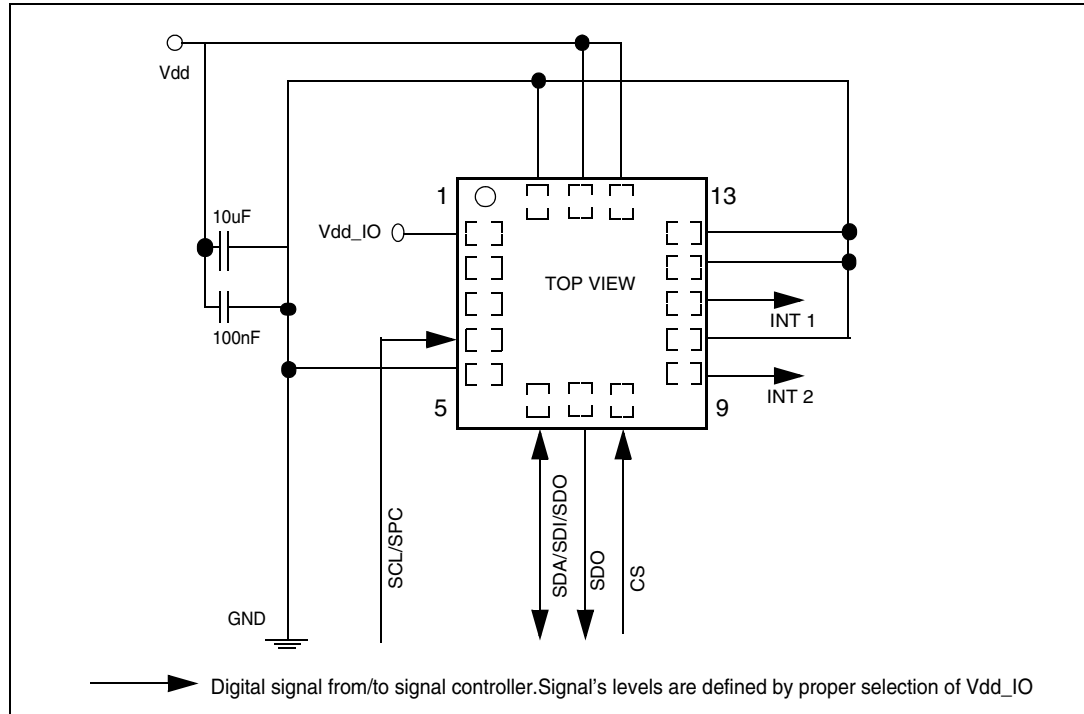 Vdd
1
13
10uF
Vdd_IO
TOP VIEW
INT 1
100nF
INT 2
5
9
SCL/SPC
SDA/SDI/SDO
SDO
CS
GND
Digital signal from/to signal controller.Signal's levels are defined by proper selection of Vdd_IO